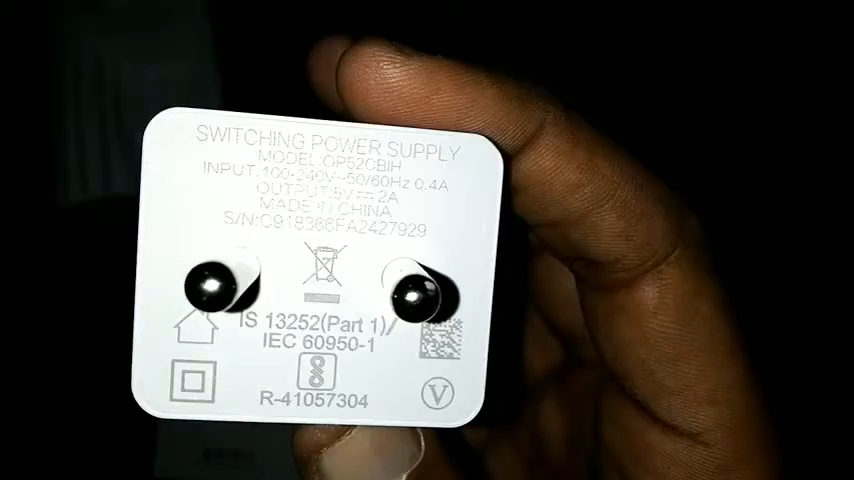 SWITCHING POWER SUPPLY
MODEL:OP52CBIH
INPUT:100-240V~50/60Hz 0.4A
OUTPUT:5V⎓2A
MADE IN CHINA
S/N:C918366FA2427929
IS 13252(Part 1)/
IEC 60950-1
R-41057304
V